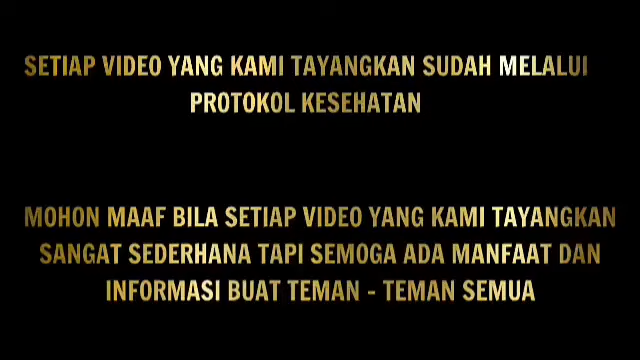 SETIAP VIDEO YANG KAMI TAYANGKAN SUDAH MELALUI
PROTOKOL KESEHATAN
MOHON MAAF BILA SETIAP VIDEO YANG KAMI TAYANGKAN
SANGAT SEDERHANA TAPI SEMOGA ADA MANFAAT DAN
INFORMASI BUAT TEMAN - TEMAN SEMUA